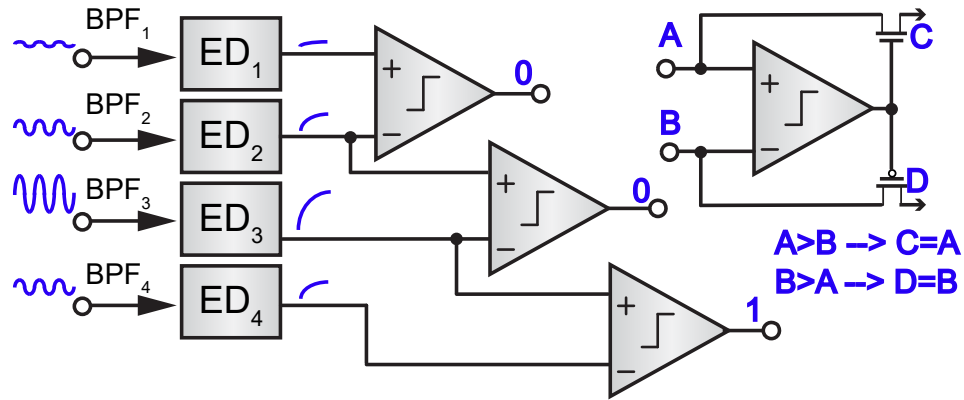 BPF1
ED1
+
−
0
BPF2
ED2
+
−
0
BPF3
ED3
BPF4
ED4
+
−
1
A
B
+
−
C
D
A>B --> C=A
B>A --> D=B